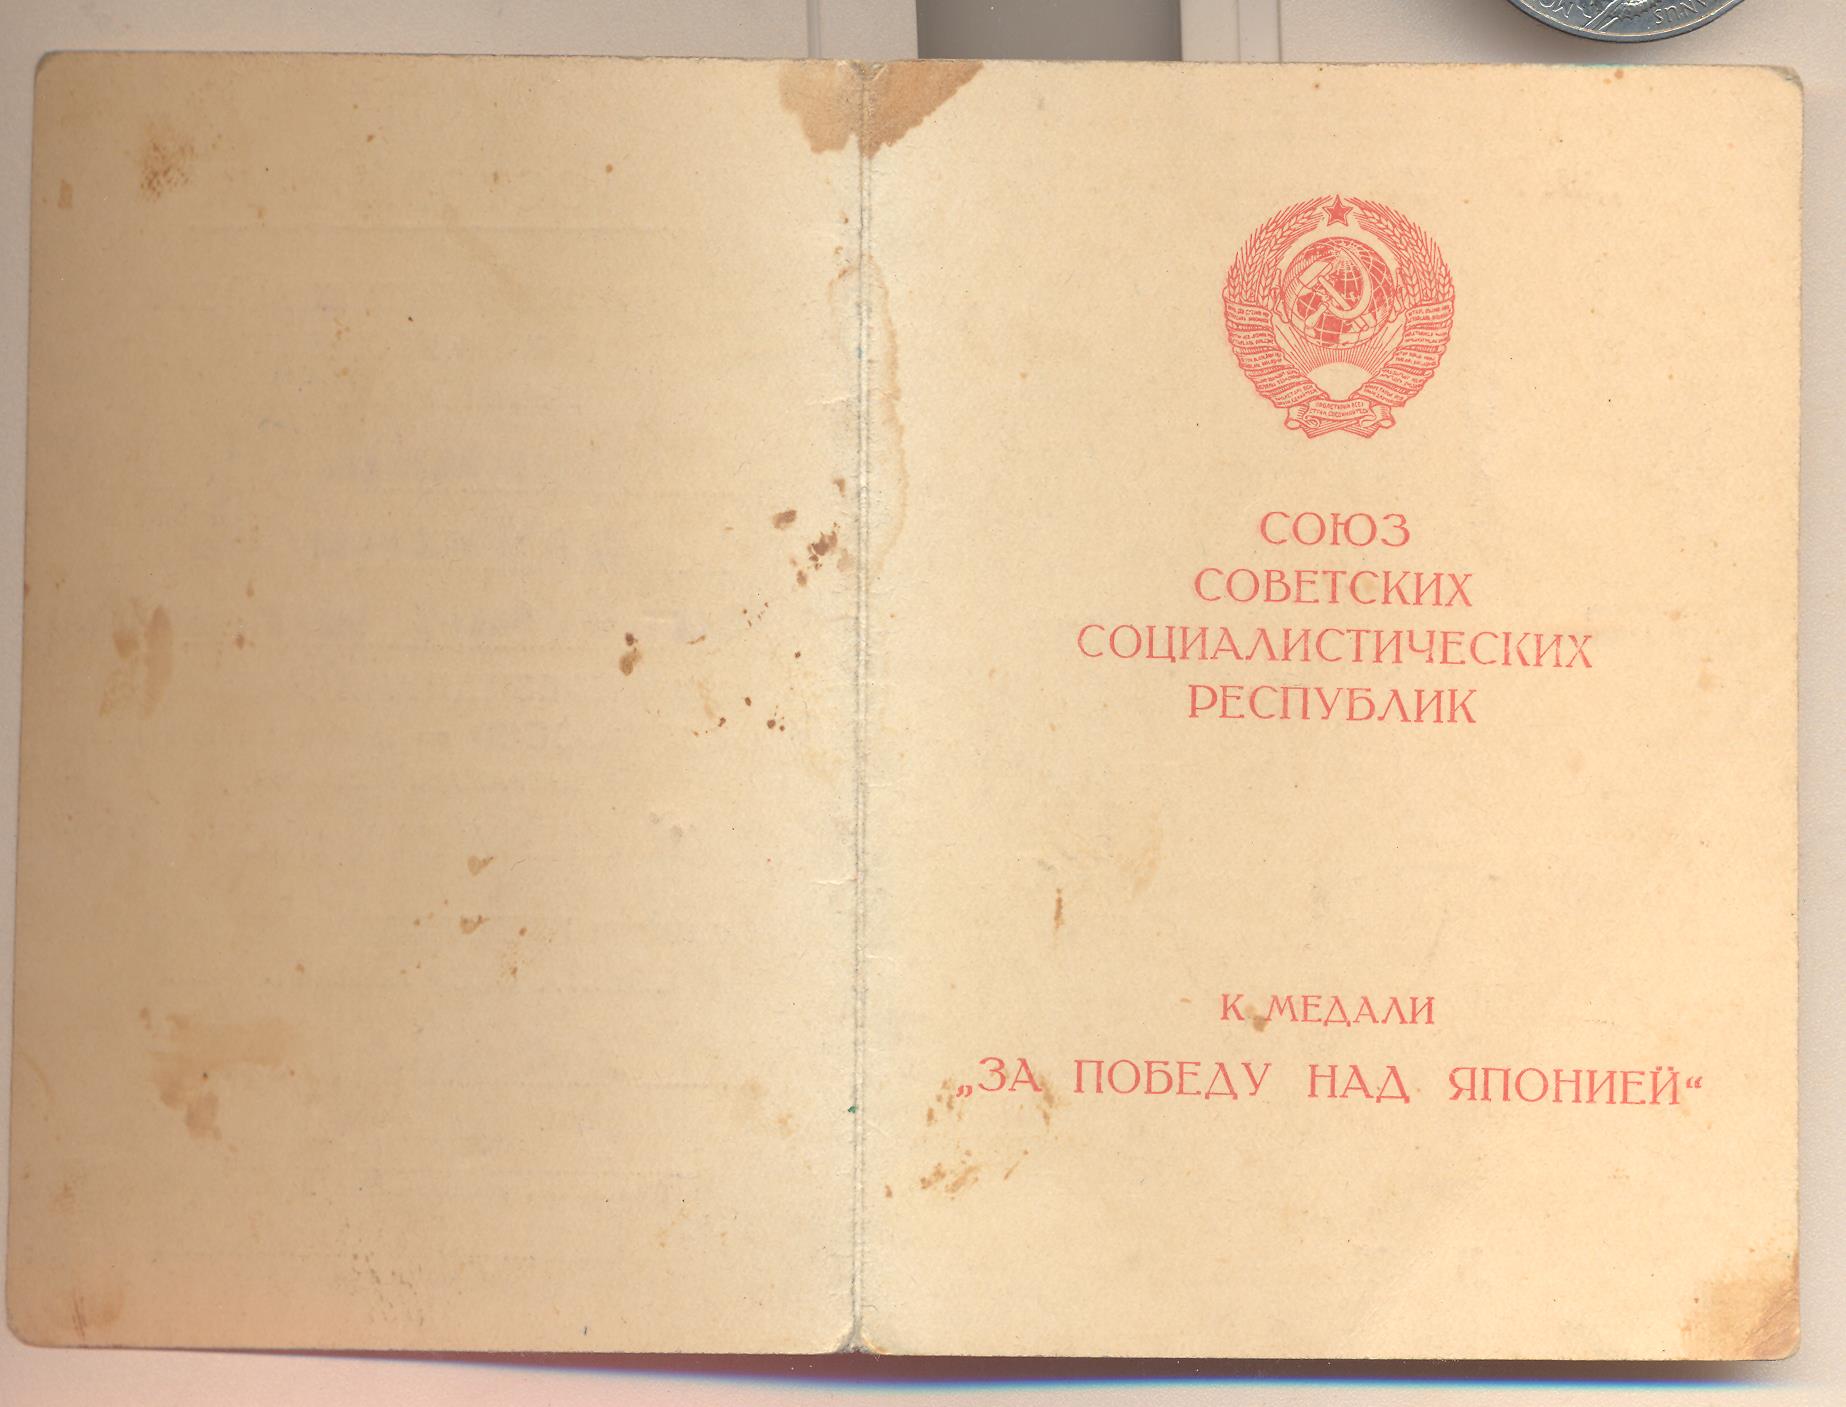 СОЮЗ
СОВЕТСКИХ
СОЦИАЛИСТИЧЕСКИХ
РЕСПУБЛИК
К МЕДАЛИ
„ЗА ПОБЕДУ НАД ЯПОНИЕЙ“